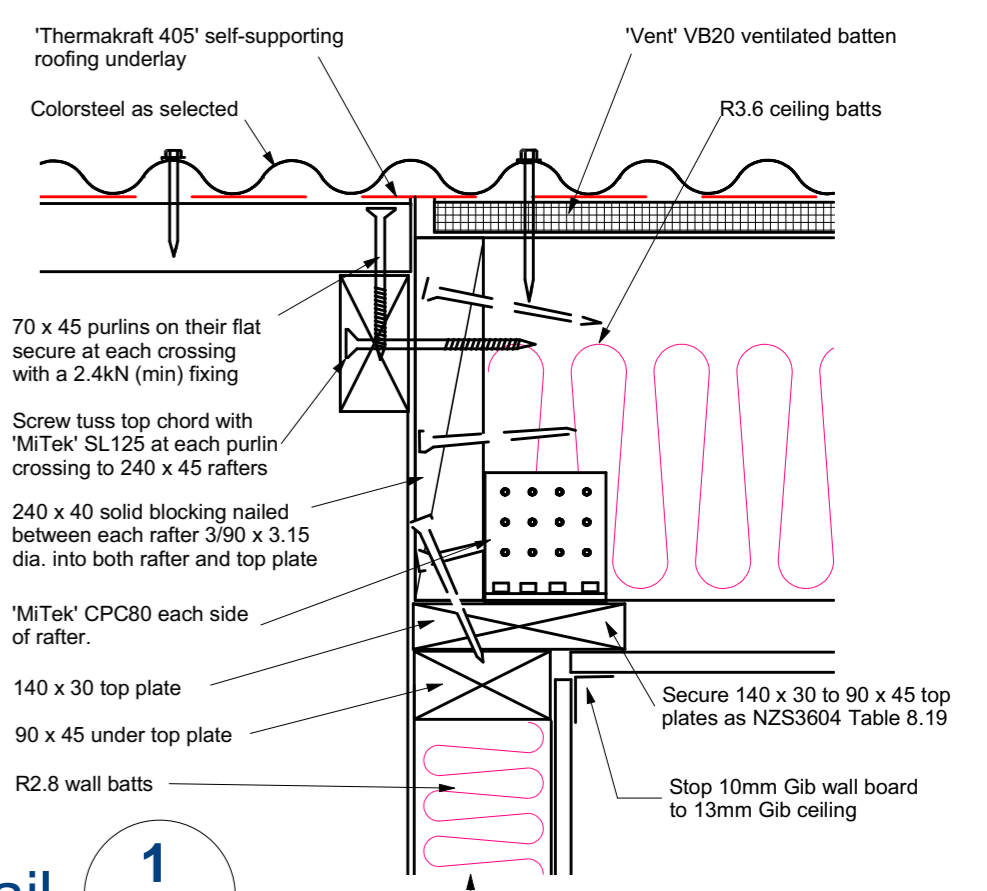 'Thermakraft 405' self-supporting
roofing underlay
'Vent' VB20 ventilated batten
Colorsteel as selected
R3.6 ceiling batts
70 x 45 purlins on their flat
secure at each crossing
with a 2.4kN (min) fixing
Screw tuss top chord with
'MiTek' SL125 at each purlin
crossing to 240 x 45 rafters
240 x 40 solid blocking nailed
between each rafter 3/90 x 3.15
dia. into both rafter and top plate
'MiTek' CPC80 each side
of rafter.
140 x 30 top plate
90 x 45 under top plate
R2.8 wall batts
Secure 140 x 30 to 90 x 45 top
plates as NZS3604 Table 8.19
Stop 10mm Gib wall board
to 13mm Gib ceiling
1